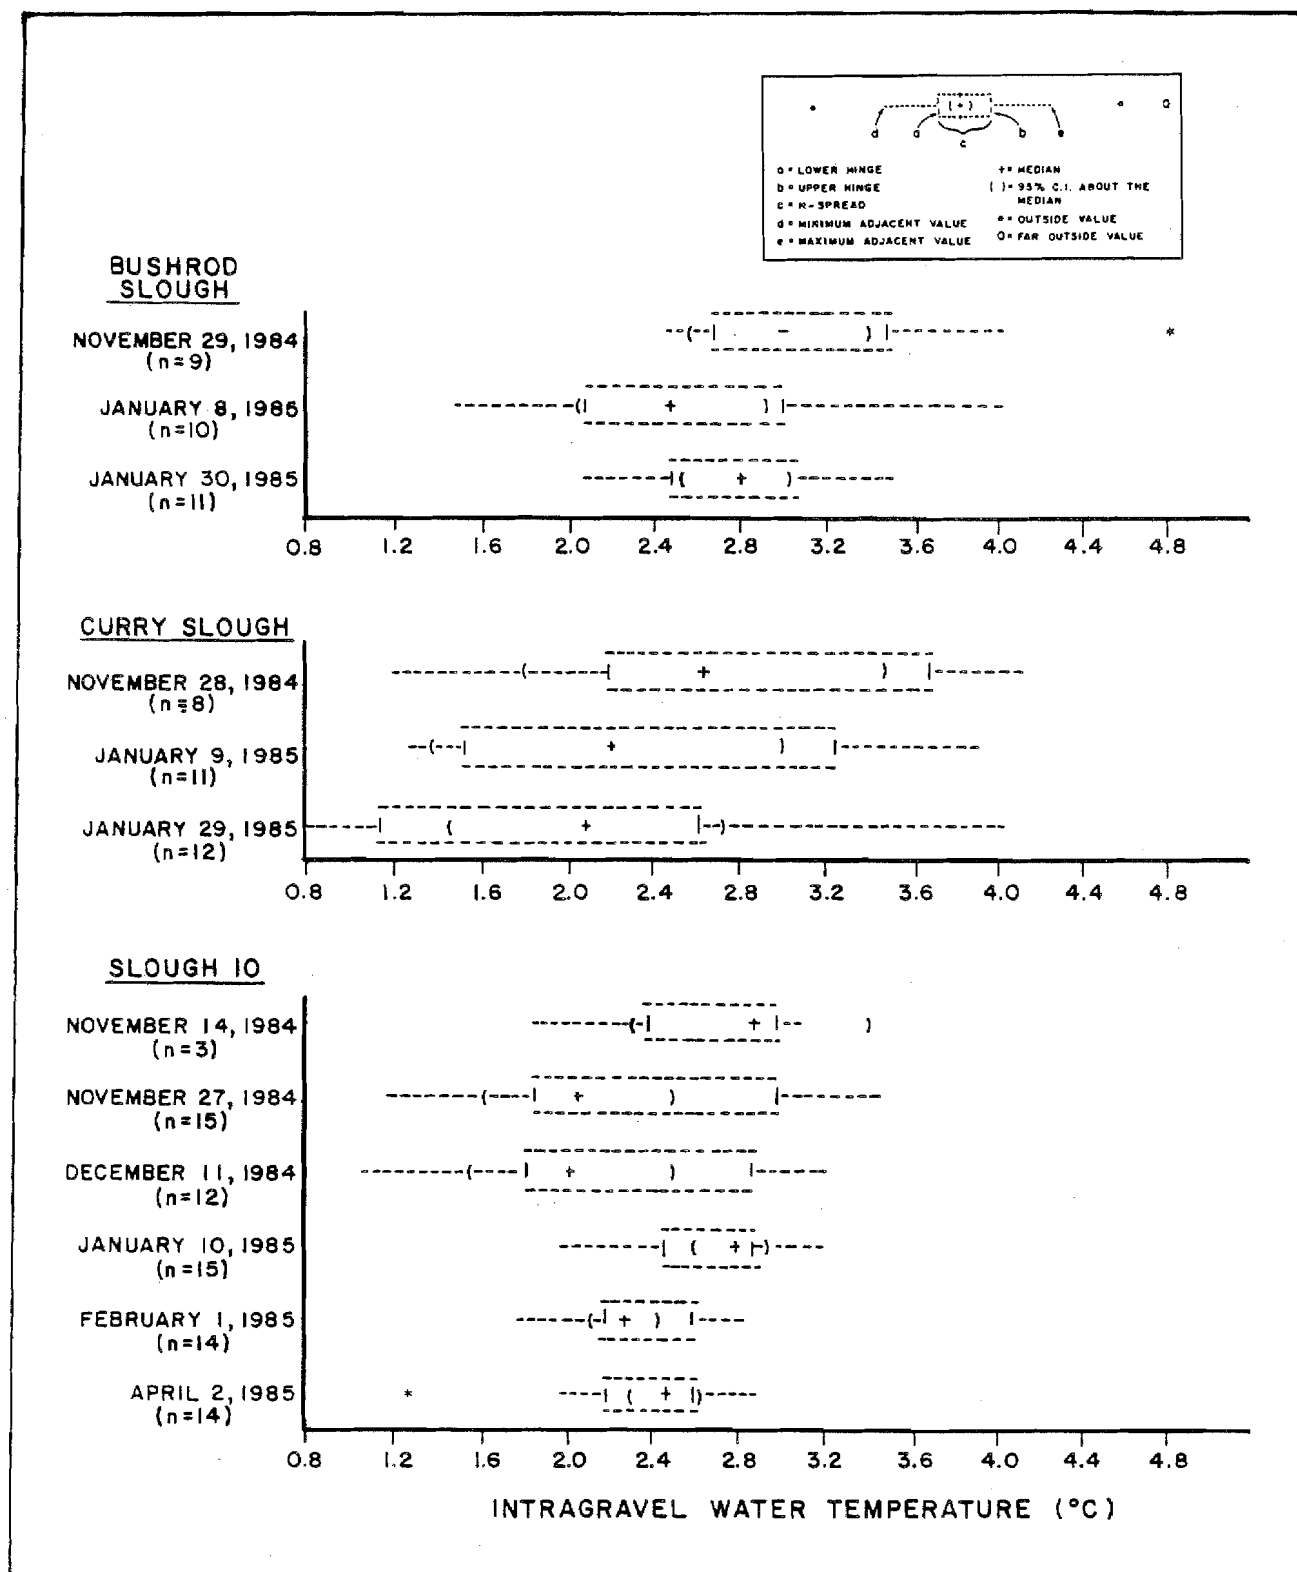 d a c b e
a = LOWER HINGE
b = UPPER HINGE
c = H-SPREAD
d = MINIMUM ADJACENT VALUE
e = MAXIMUM ADJACENT VALUE
+ = MEDIAN
( ) = 95% C.I. ABOUT THE
MEDIAN
* = OUTSIDE VALUE
O = FAR OUTSIDE VALUE
BUSHROD
SLOUGH
NOVEMBER 29, 1984
(n=9)
JANUARY 8, 1985
(n=10)
JANUARY 30, 1985
(n=11)
0.8 1.2 1.6 2.0 2.4 2.8 3.2 3.6 4.0 4.4 4.8
CURRY SLOUGH
NOVEMBER 28, 1984
(n=8)
JANUARY 9, 1985
(n=11)
JANUARY 29, 1985
(n=12)
0.8 1.2 1.6 2.0 2.4 2.8 3.2 3.6 4.0 4.4 4.8
SLOUGH 10
NOVEMBER 14, 1984
(n=3)
NOVEMBER 27, 1984
(n=15)
DECEMBER 11, 1984
(n=12)
JANUARY 10, 1985
(n=15)
FEBRUARY 1, 1985
(n=14)
APRIL 2, 1985
(n=14)
0.8 1.2 1.6 2.0 2.4 2.8 3.2 3.6 4.0 4.4 4.8
INTRAGRAVEL WATER TEMPERATURE (°C)